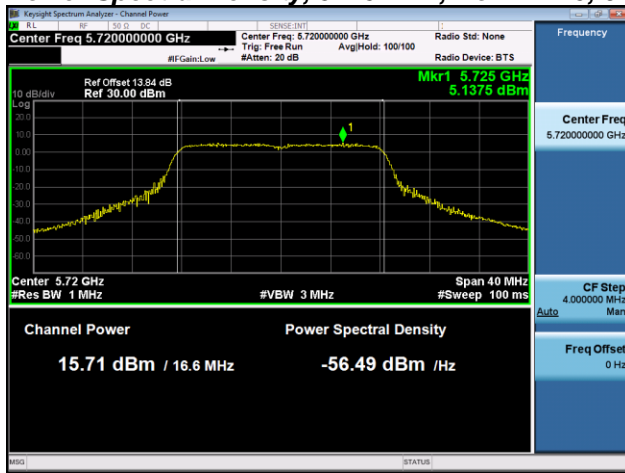 Keysight Spectrum Analyzer - Channel Power
RL RF 50 Ω DC SENSE:INT
Center Freq 5.720000000 GHz
#IFGain:Low
Center Freq: 5.720000000 GHz
Trig: Free Run Avg|Hold: 100/100
#Atten: 20 dB
Radio Std: None
Radio Device: BTS
Frequency
Ref Offset 13.84 dB
10 dB/div Ref 30.00 dBm
Log
Mkr1 5.725 GHz
5.1375 dBm
20.0
10.0
0.00
-10.0
-20.0
-30.0
-40.0
-50.0
-60.0
1
Center 5.72 GHz
Span 40 MHz
#Res BW 1 MHz
#VBW 3 MHz
#Sweep 100 ms
Channel Power
15.71 dBm / 16.6 MHz
Power Spectral Density
-56.49 dBm /Hz
Center Freq
5.720000000 GHz
CF Step
4.000000 MHz
Auto Man
Freq Offset
0 Hz
MSG STATUS